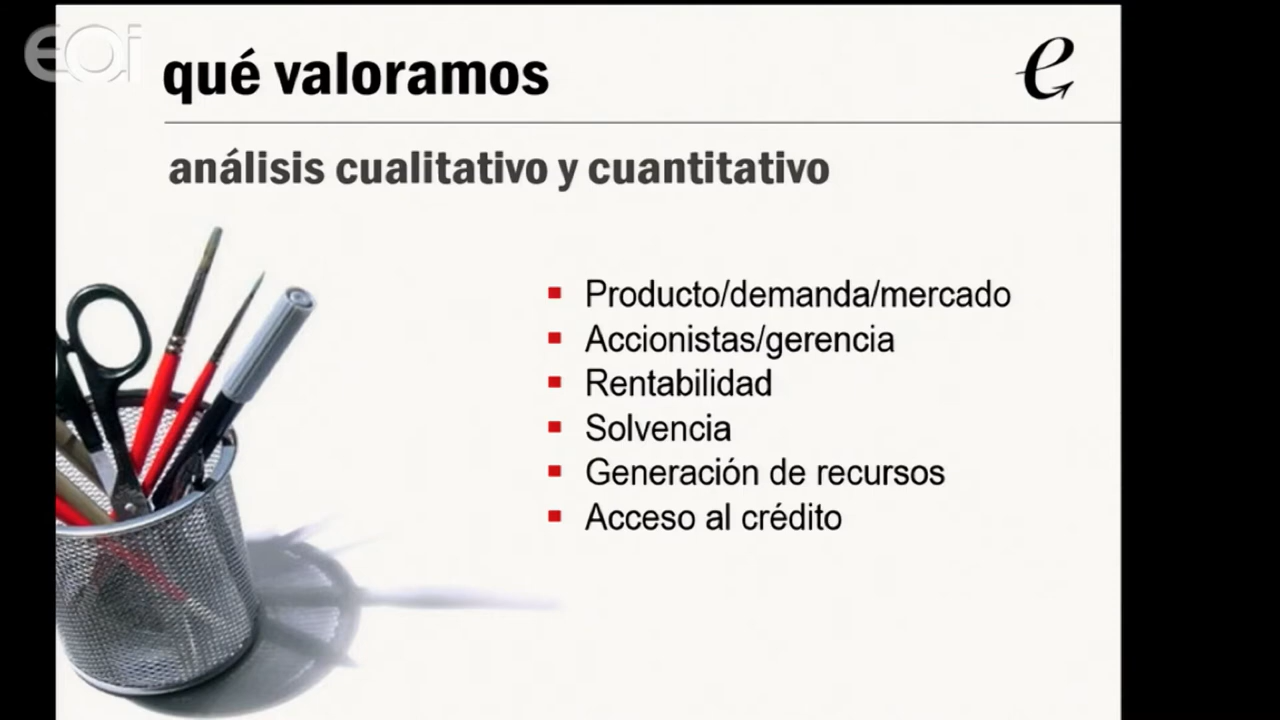 eoi
qué valoramos
e
análisis cualitativo y cuantitativo
Producto/demanda/mercado
Accionistas/gerencia
Rentabilidad
Solvencia
Generación de recursos
Acceso al crédito